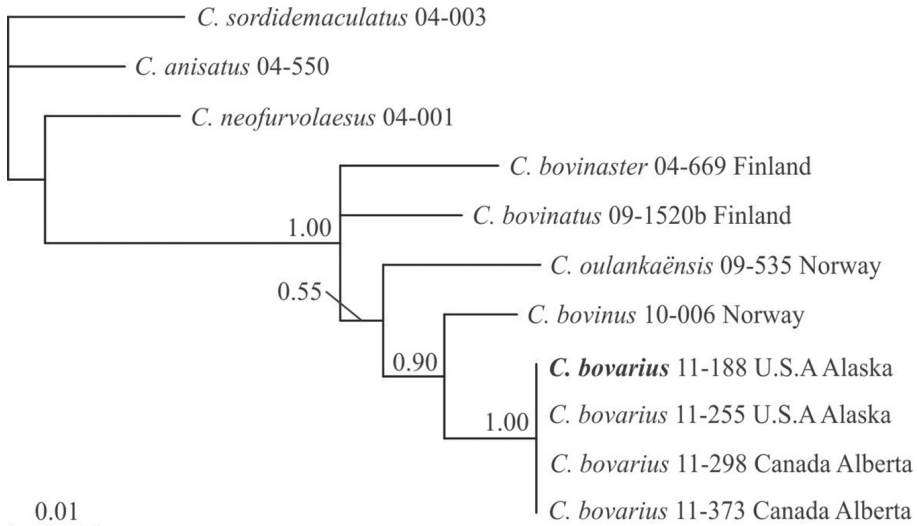 C. sordidemaculatus 04-003
C. anisatus 04-550
C. neofurvolaesus 04-001
C. bovinaster 04-669 Finland
1.00
C. bovinatus 09-1520b Finland
C. oulankaënsis 09-535 Norway
0.55
C. bovinus 10-006 Norway
0.90
C. bovarius 11-188 U.S.A Alaska
C. bovarius 11-255 U.S.A Alaska
1.00
C. bovarius 11-298 Canada Alberta
C. bovarius 11-373 Canada Alberta
0.01